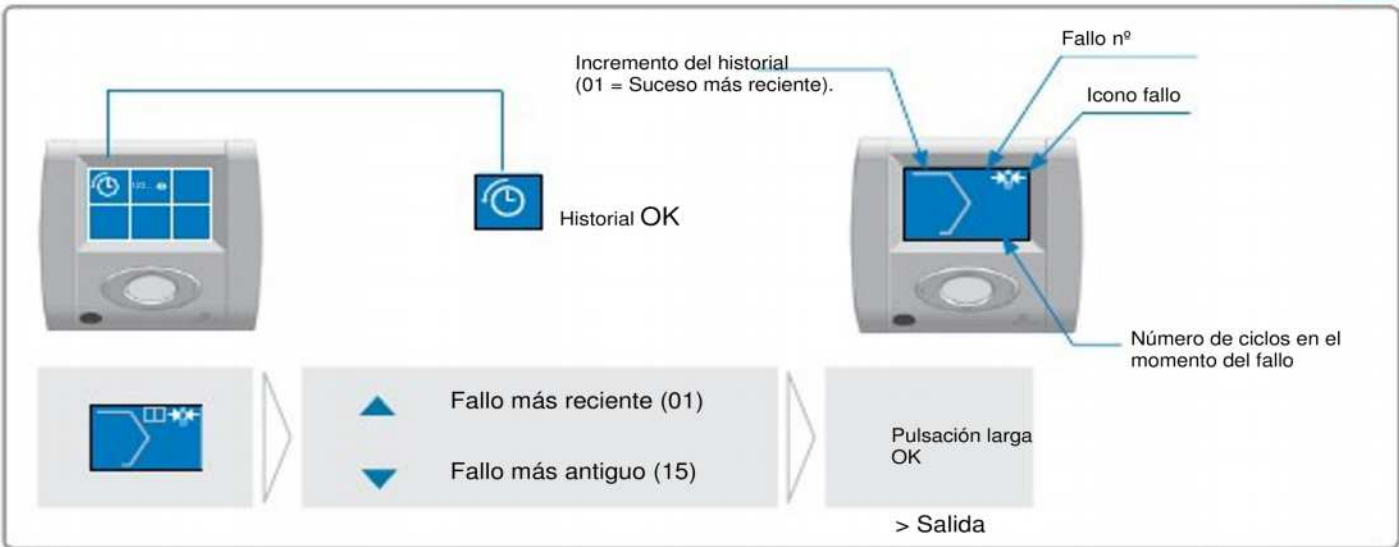 Fallo nº
Incremento del historial
(01 = Suceso más reciente).
Icono fallo
123...
Historial OK
Número de ciclos en el
momento del fallo
Fallo más reciente (01)
Fallo más antiguo (15)
Pulsación larga
OK
> Salida